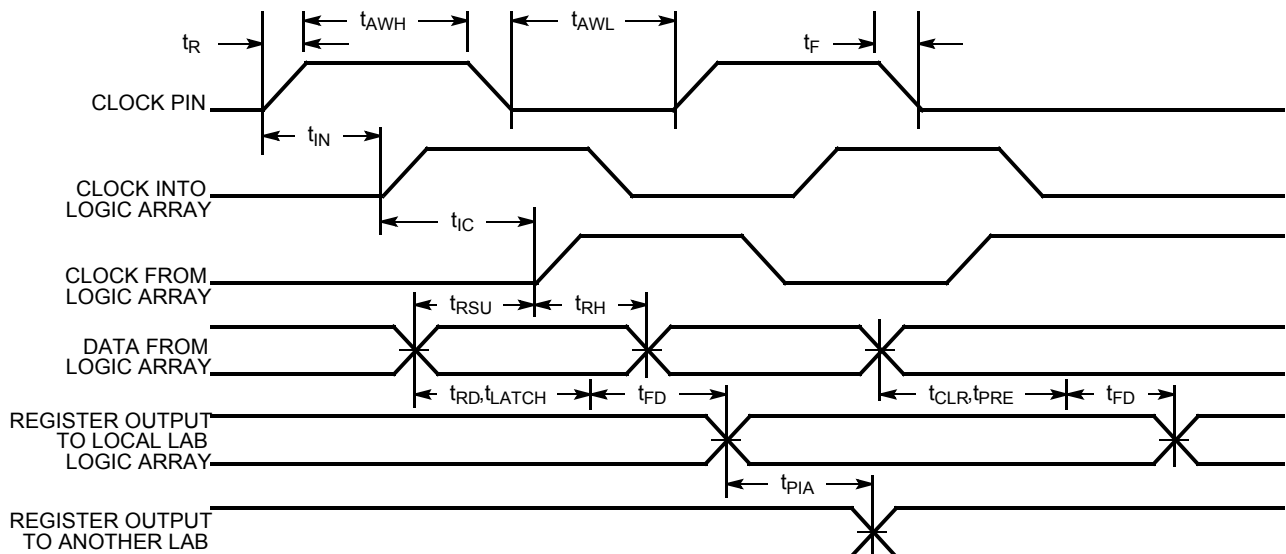 tAWH
tAWL
tR
tF
CLOCK PIN
tIN
CLOCK INTO
LOGIC ARRAY
tIC
CLOCK FROM
LOGIC ARRAY
tRSU
tRH
DATA FROM
LOGIC ARRAY
tRD,tLATCH
tFD
tCLR,tPRE
tFD
REGISTER OUTPUT
TO LOCAL LAB
LOGIC ARRAY
tPIA
REGISTER OUTPUT
TO ANOTHER LAB